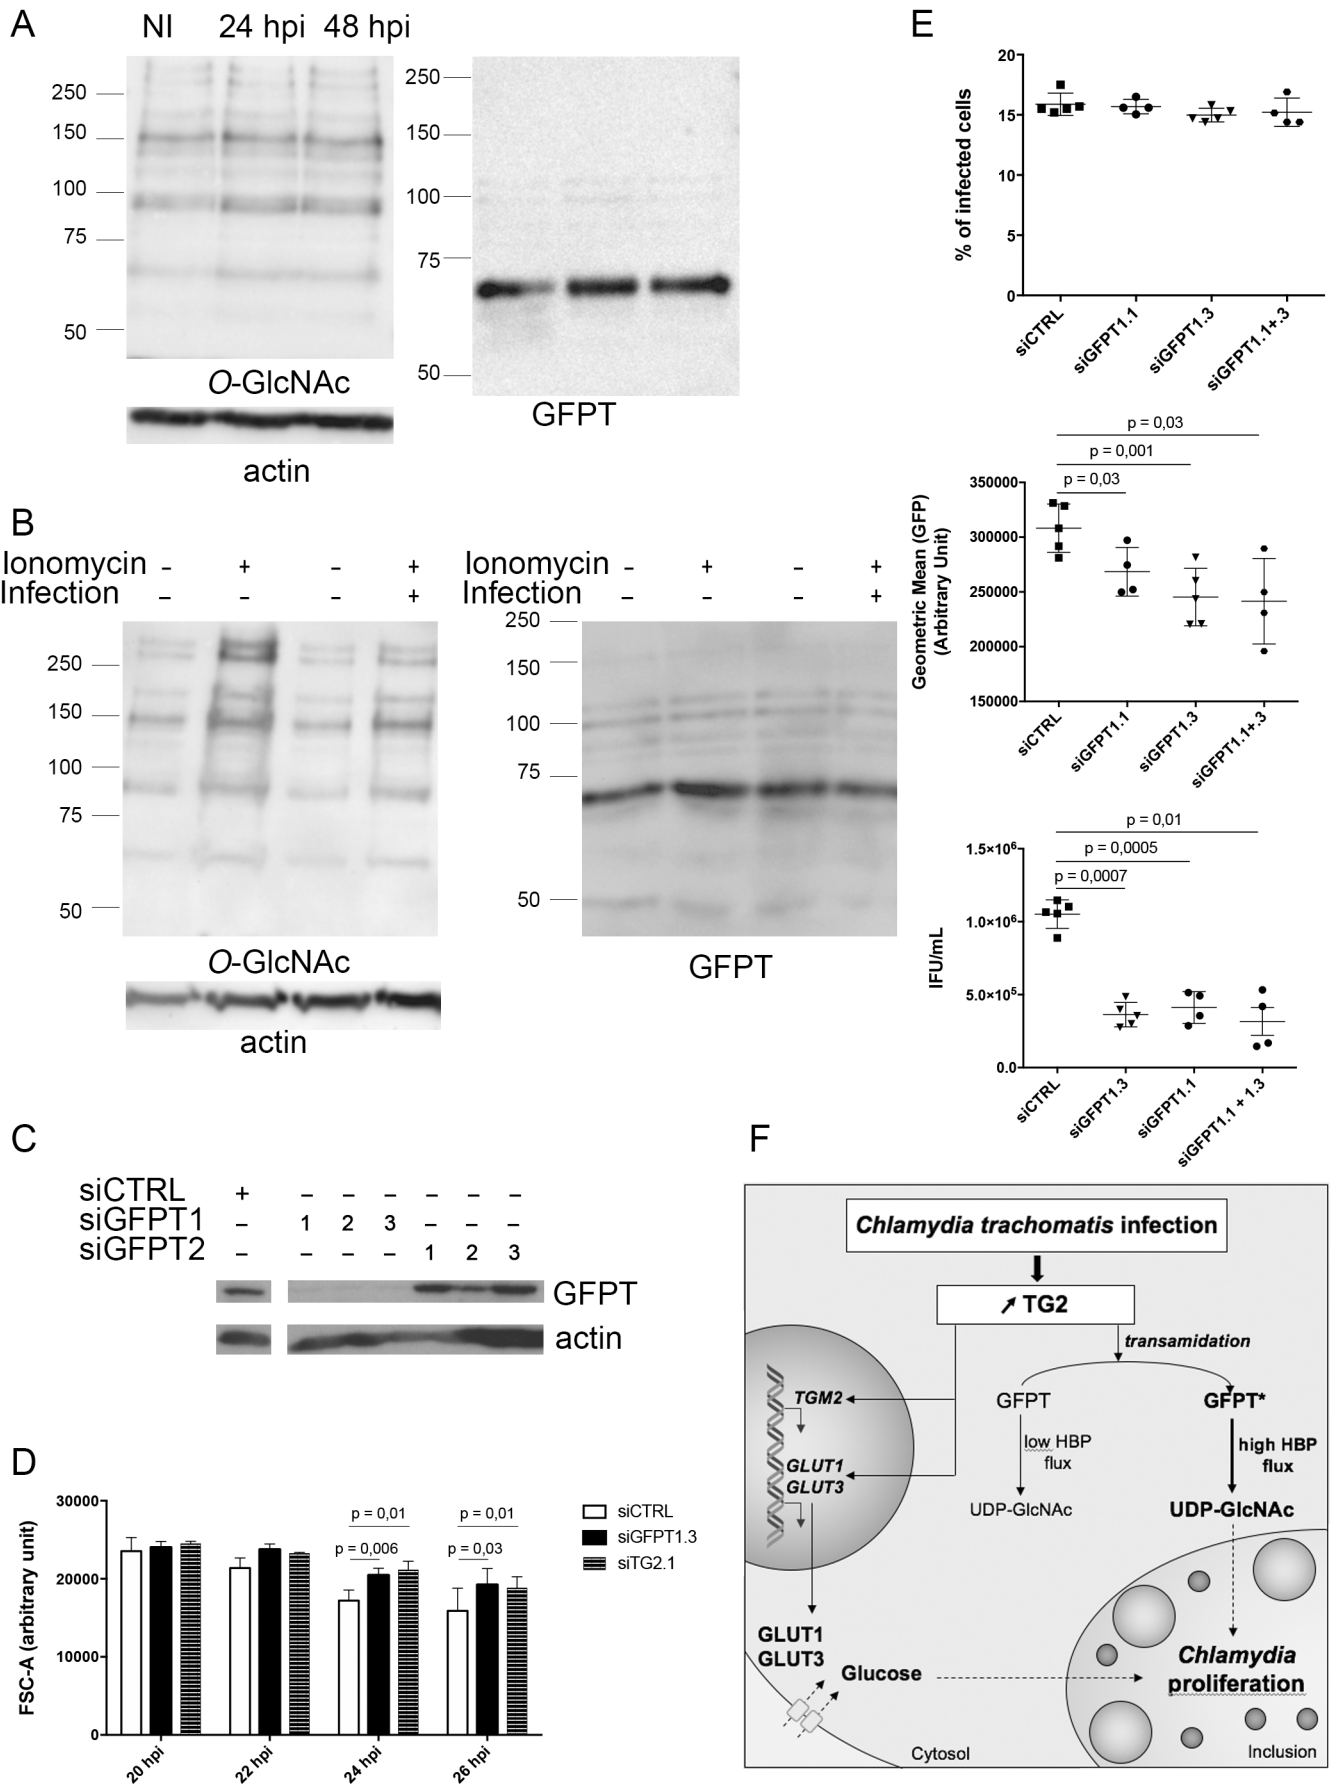 A
NI 24 hpi 48 hpi
250
150
100
75
50
O-GlcNAc
actin
250
150
100
75
50
GFPT
B
Ionomycin – + – +
Infection – – – +
250
150
100
75
50
O-GlcNAc
actin
Ionomycin – + – +
Infection – – – +
250
150
100
75
50
GFPT
C
siCTRL + – – – – – –
siGFPT1 – 1 2 3 – – –
siGFPT2 – – – – 1 2 3
GFPT
actin
D
FSC-A (arbitrary unit)
30000
20000
10000
0
p = 0,01
p = 0,006
p = 0,01
p = 0,03
20 hpi
22 hpi
24 hpi
26 hpi
siCTRL
siGFPT1.3
siTG2.1
E
% of infected cells
20
15
10
5
0
siCTRL
siGFPT1.1
siGFPT1.3
siGFPT1.1+.3
p = 0,03
p = 0,001
p = 0,03
Geometric Mean (GFP)
(Arbitrary Unit)
350000
300000
250000
200000
150000
siCTRL
siGFPT1.1
siGFPT1.3
siGFPT1.1+.3
p = 0,01
p = 0,0005
p = 0,0007
IFU/mL
1.5×10⁶
1.0×10⁶
5.0×10⁵
0.0
siCTRL
siGFPT1.3
siGFPT1.1
siGFPT1.1 + 1.3
F
Chlamydia trachomatis infection
↗ TG2
transamidation
TGM2
GLUT1
GLUT3
GFPT
GFPT*
low HBP
flux
high HBP
flux
UDP-GlcNAc
UDP-GlcNAc
GLUT1
GLUT3
Glucose
Chlamydia
proliferation
Cytosol
Inclusion